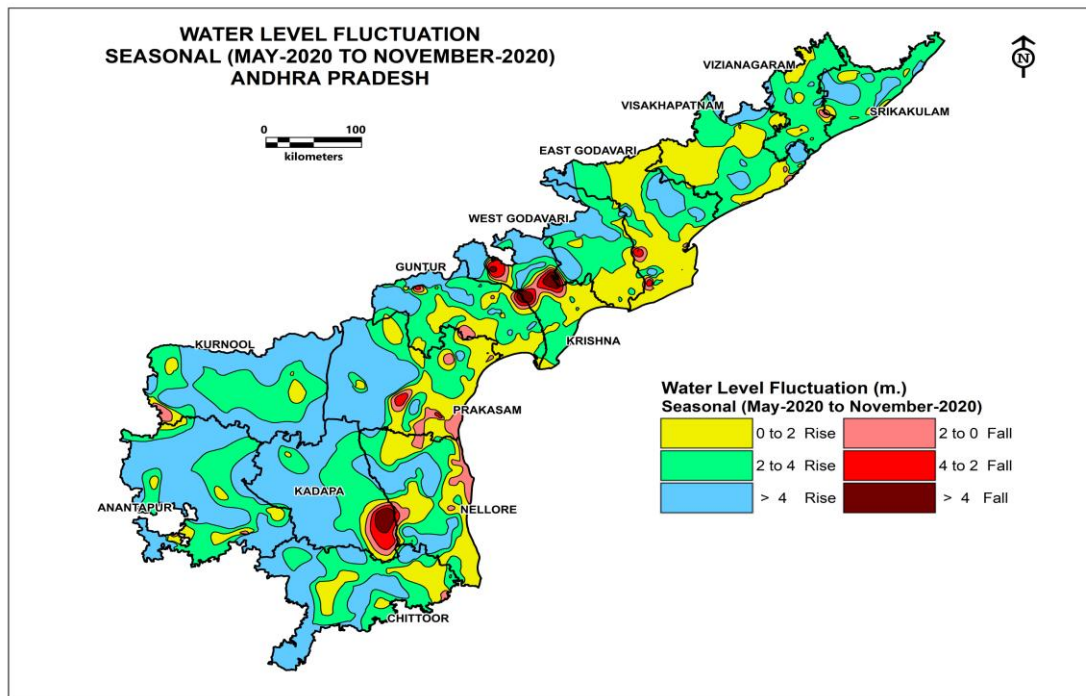 WATER LEVEL FLUCTUATION
SEASONAL (MAY-2020 TO NOVEMBER-2020)
ANDHRA PRADESH
0 100
kilometers
N
VIZIANAGARAM
SRIKAKULAM
VISAKHAPATNAM
EAST GODAVARI
WEST GODAVARI
GUNTUR
KRISHNA
KURNOOL
PRAKASAM
KADAPA
ANANTAPUR
NELLORE
CHITTOOR
Water Level Fluctuation (m.)
Seasonal (May-2020 to November-2020)
0 to 2 Rise 2 to 0 Fall
2 to 4 Rise 4 to 2 Fall
> 4 Rise > 4 Fall